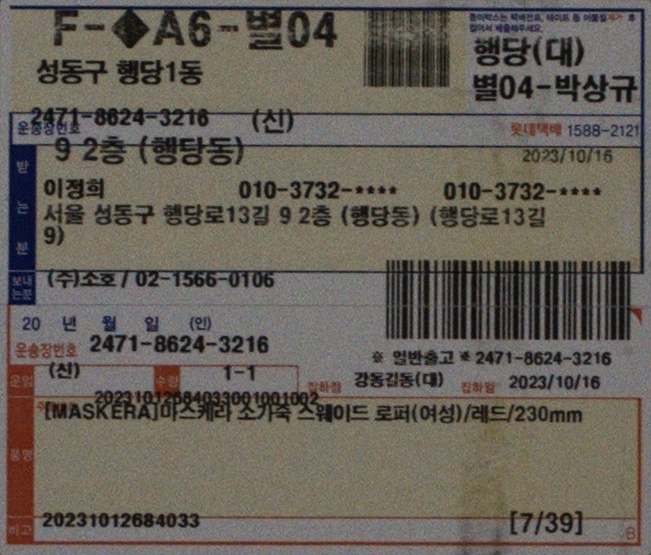 F-◆A6-별04
종이박스는 택배전표, 테이프 등 이물질제거 후
접어서 배출해주세요.
성동구 행당1동
행당(대)
별04-박상규
2471-8624-3216 (신)
운송장번호
롯데택배 1588-2121
9 2층 (행당동)
2023/10/16
받는분
이정희 010-3732-**** 010-3732-****
서울 성동구 행당로13길 9 2층 (행당동) (행당로13길
9)
보내는분
(주)소호 / 02-1566-0106
20 년 월 일 (인)
운송장번호 2471-8624-3216
※ 일반출고 * 2471-8624-3216
운임 (신) 수량 1-1
집화점 강동길동(대) 집화일 2023/10/16
20231012684033001001002
[MASKERA]마스케라 소가죽 스웨이드 로퍼(여성)/레드/230mm
품명
비고 20231012684033 [7/39]